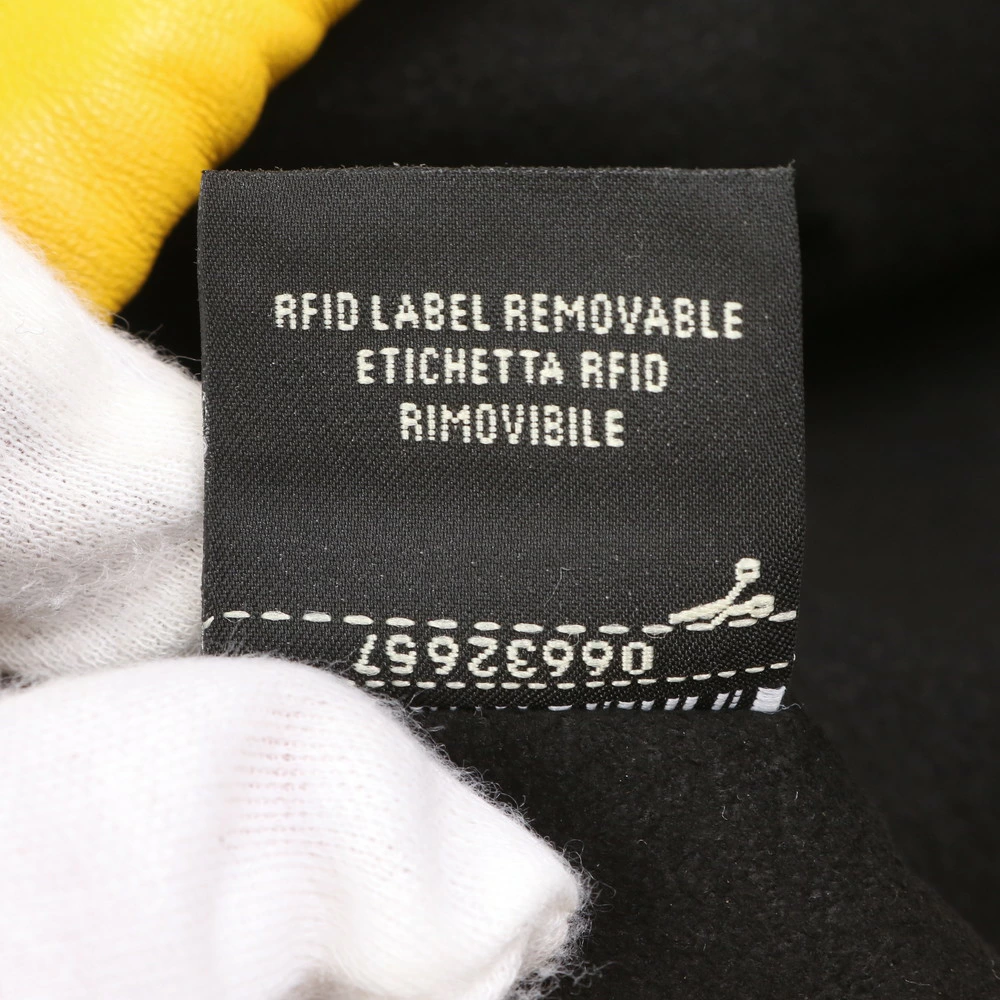 RFID LABEL REMOVABLE
ETICHETTA RFID
RIMOVIBILE
06632657